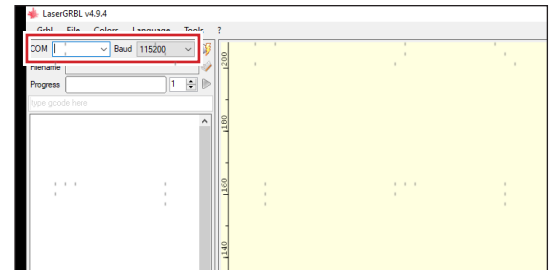 LaserGRBL v4.9.4
Grbl File Colors Language Tools ?
COM Baud 115200
Filename
Progress 1
type gcode here
200
180
160
140